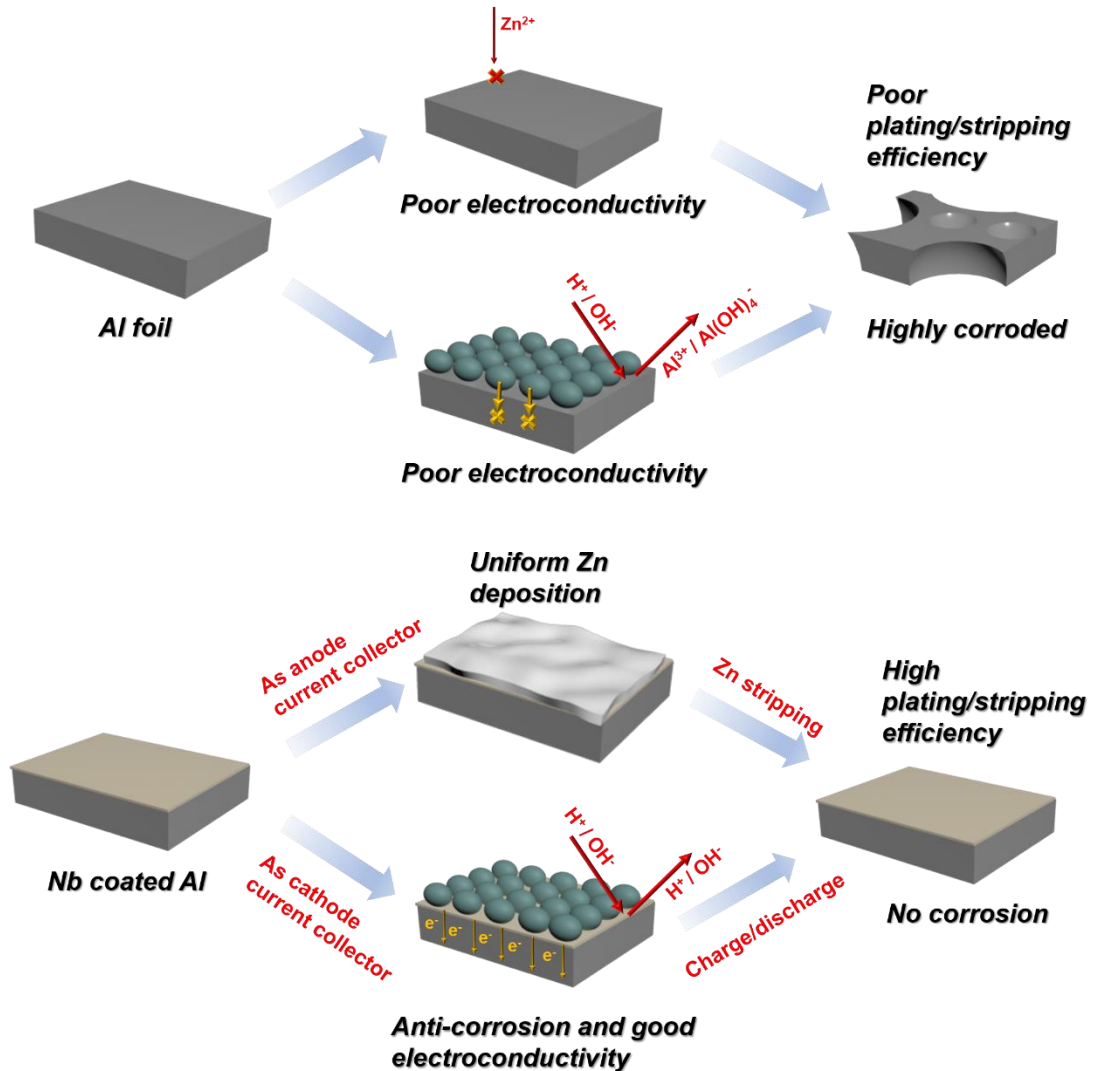 Zn²⁺
Poor electroconductivity
Poor
plating/stripping
efficiency
Al foil
H⁺ / OH⁻
Al³⁺ / Al(OH)₄⁻
Highly corroded
Poor electroconductivity
Uniform Zn
deposition
As anode
current collector
Zn stripping
High
plating/stripping
efficiency
Nb coated Al
As cathode
current collector
H⁺ / OH⁻
H⁺ / OH⁻
e⁻ e⁻ e⁻ e⁻ e⁻ e⁻
Charge/discharge
No corrosion
Anti-corrosion and good
electroconductivity